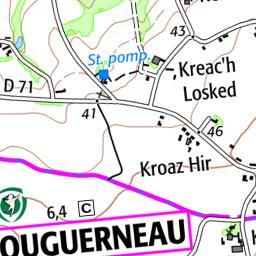 43
St. pomp.
Kreac'h
Losked
D 71
41
46
Kroaz Hir
6,4
C
OUGUERNEAU
K